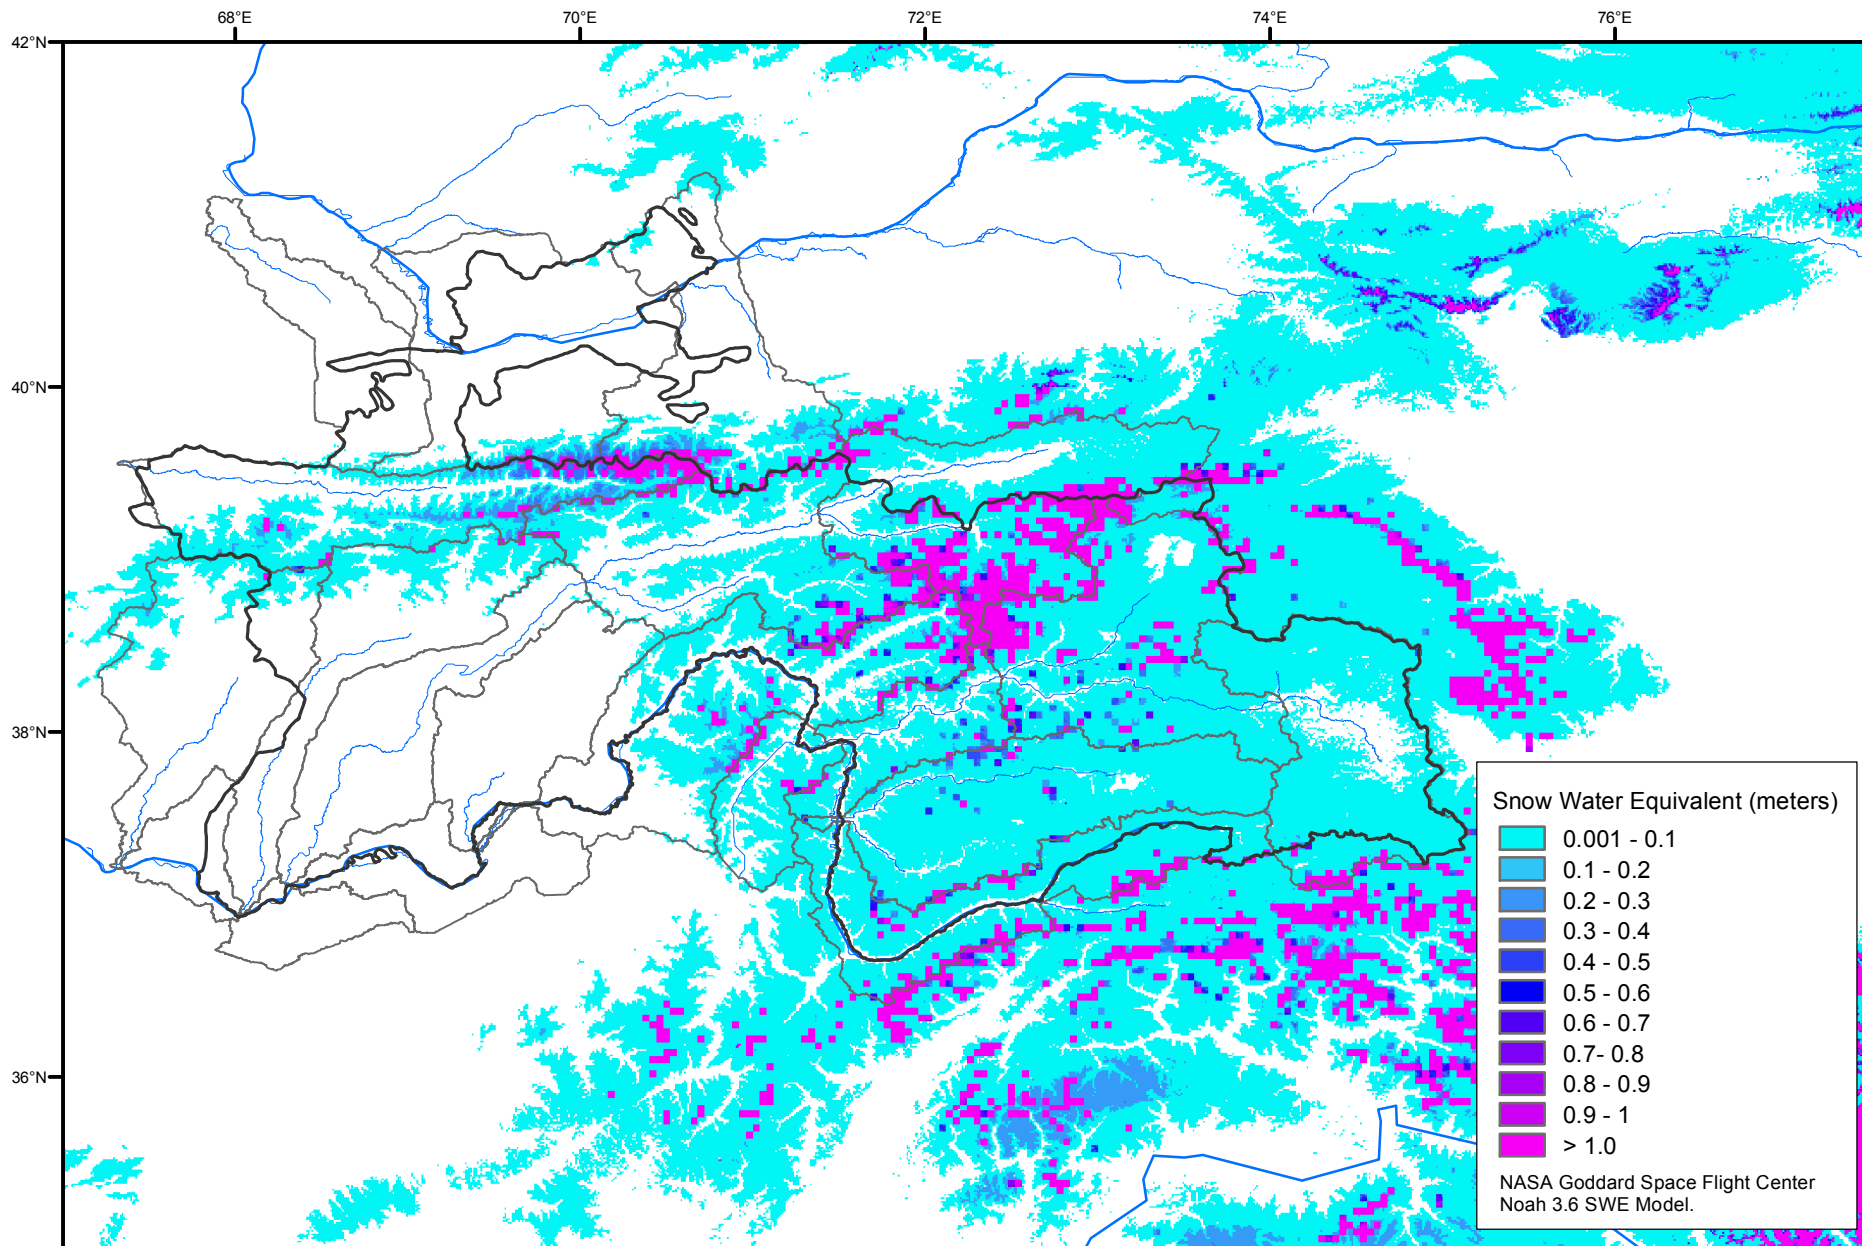 68°E 70°E 72°E 74°E 76°E
42°N
40°N
38°N
36°N
Snow Water Equivalent (meters)
0.001 - 0.1
0.1 - 0.2
0.2 - 0.3
0.3 - 0.4
0.4 - 0.5
0.5 - 0.6
0.6 - 0.7
0.7- 0.8
0.8 - 0.9
0.9 - 1
> 1.0
NASA Goddard Space Flight Center
Noah 3.6 SWE Model.